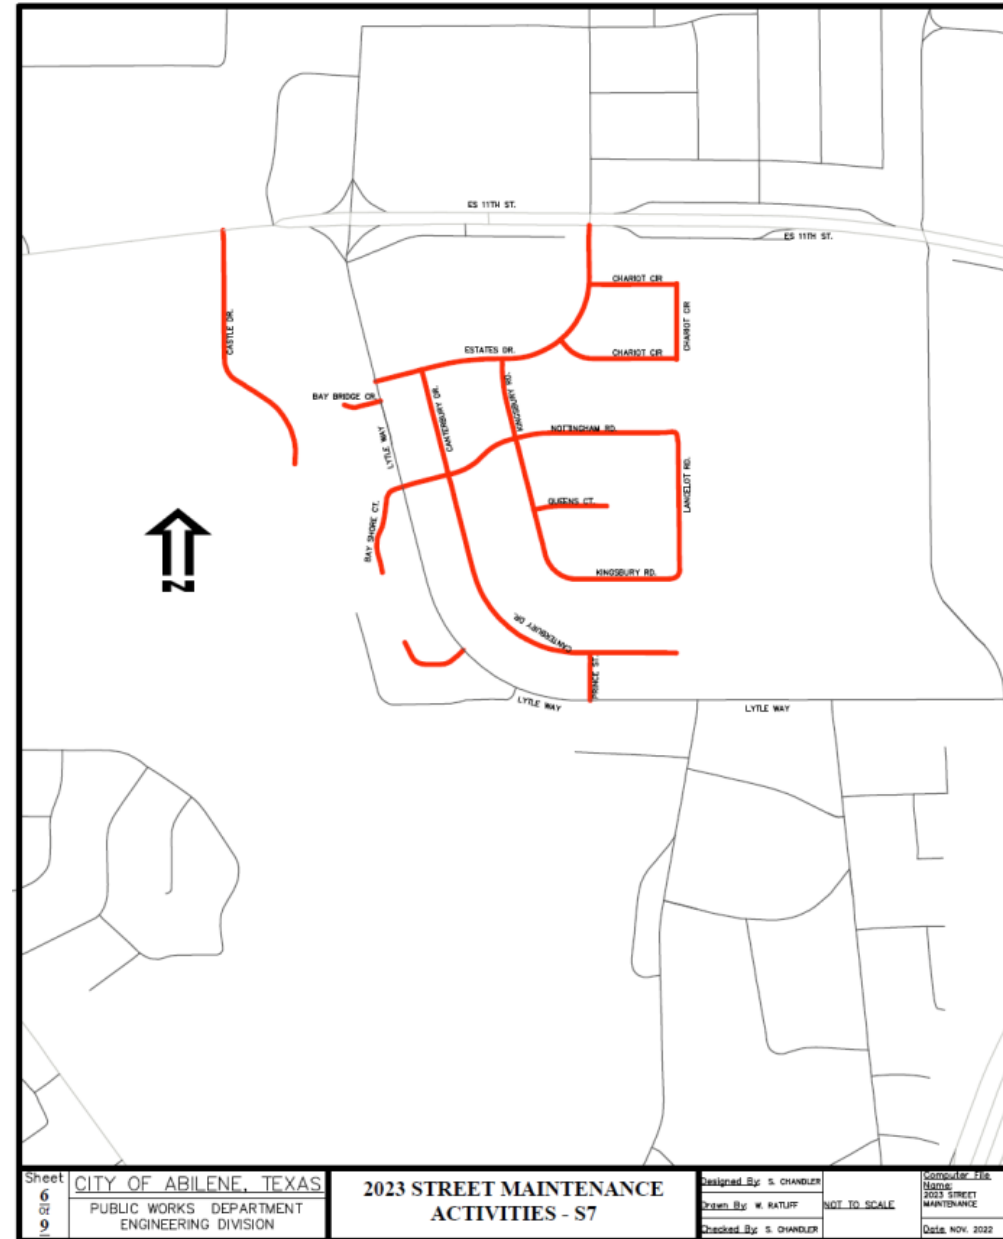 ES 11TH ST.
ES 11TH ST.
CHARIOT CIR
CHARIOT CIR
CASTLE DR.
ESTATES DR.
CHARIOT CIR
BAY BRIDGE CR.
CANTERBURY DR.
KINGSBURY RD.
LYTLE WAY
NOTTINGHAM RD.
LANCELOT RD.
QUEENS CT.
BAY SHORE CT.
KINGSBURY RD.
N
CANTERBURY DR.
PRINCE ST.
LYTLE WAY
LYTLE WAY
Sheet
6
of
9
CITY OF ABILENE, TEXAS
PUBLIC WORKS DEPARTMENT
ENGINEERING DIVISION
2023 STREET MAINTENANCE
ACTIVITIES - S7
Designed By: S. CHANDLER
Drawn By: W. RATLIFF
Checked By: S. CHANDLER
NOT TO SCALE
Computer File
Name:
2023 STREET
MAINTENANCE
Date: NOV. 2022